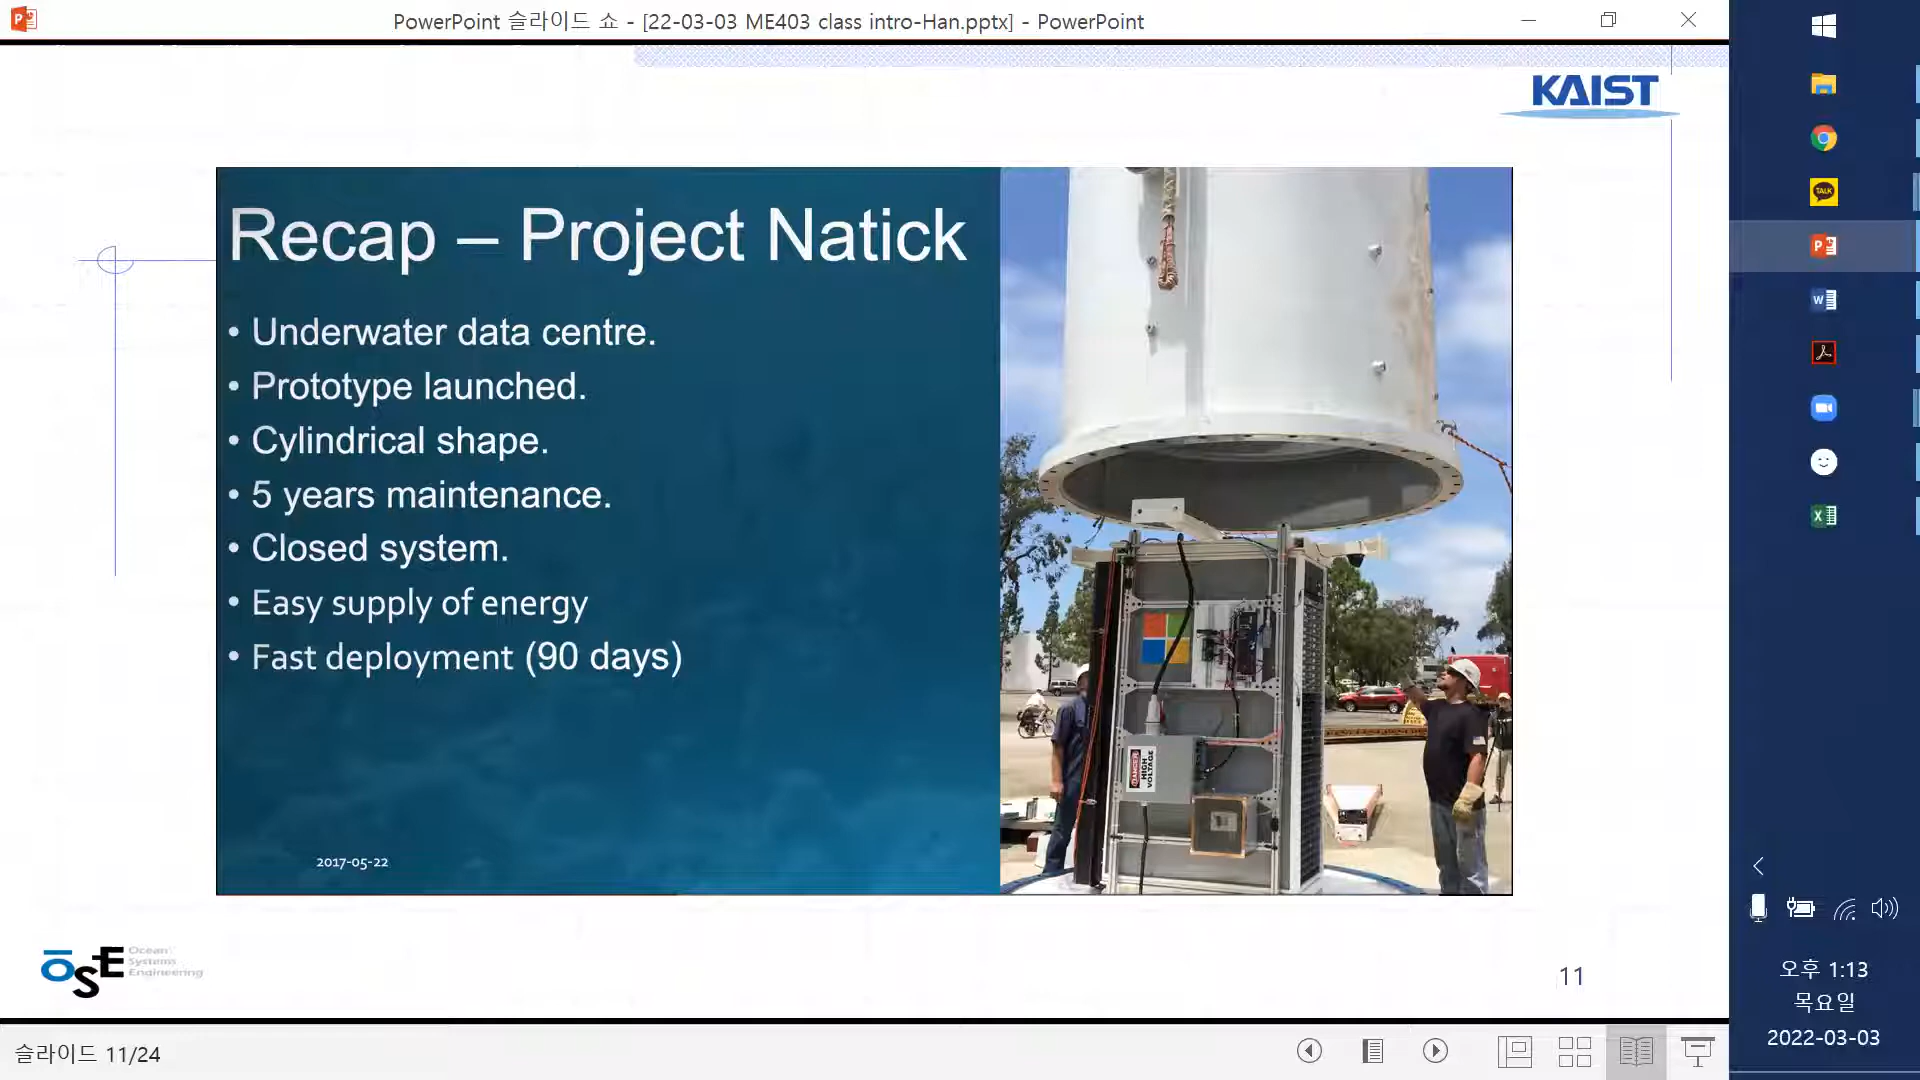 PowerPoint 슬라이드 쇼 - [22-03-03 ME403 class intro-Han.pptx] - PowerPoint
KAIST
Recap – Project Natick
• Underwater data centre.
• Prototype launched.
• Cylindrical shape.
• 5 years maintenance.
• Closed system.
• Easy supply of energy
• Fast deployment (90 days)
2017-05-22
DANGER
HIGH VOLTAGE
OSE Ocean
Systems
Engineering
11
슬라이드 11/24
TALK
오후 1:13
목요일
2022-03-03